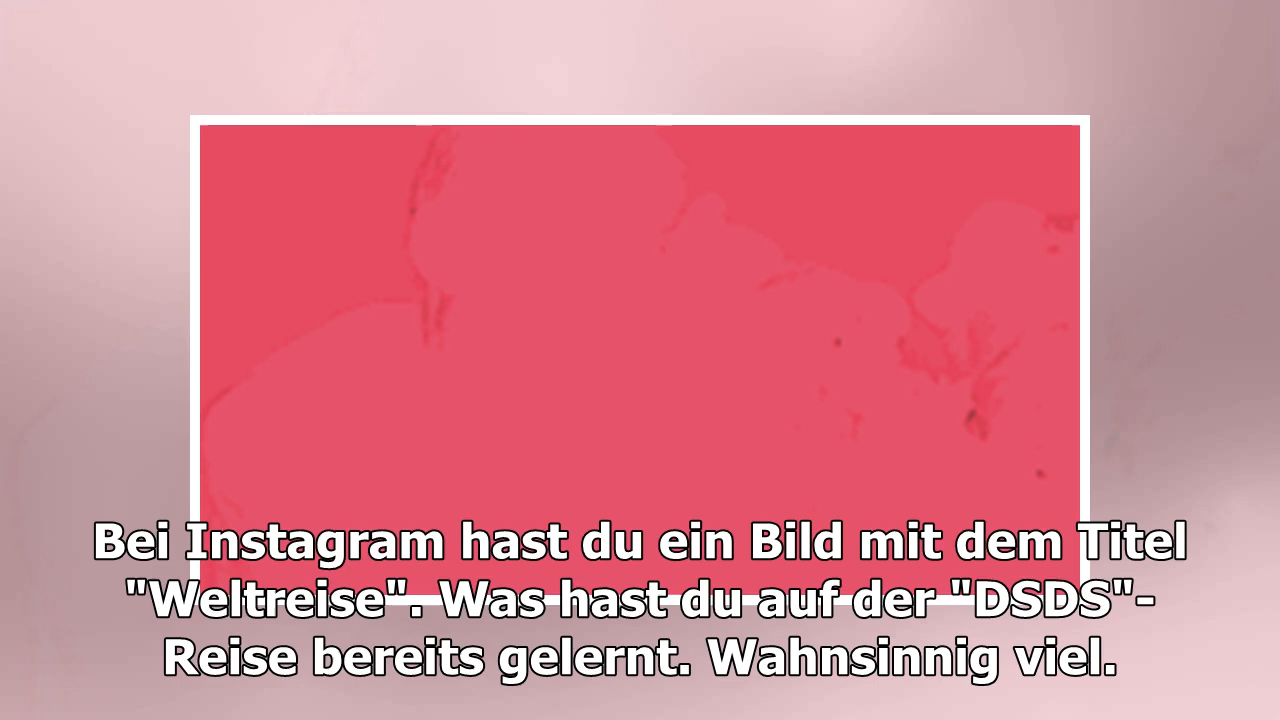 Bei Instagram hast du ein Bild mit dem Titel
"Weltreise". Was hast du auf der "DSDS"-
Reise bereits gelernt. Wahnsinnig viel.